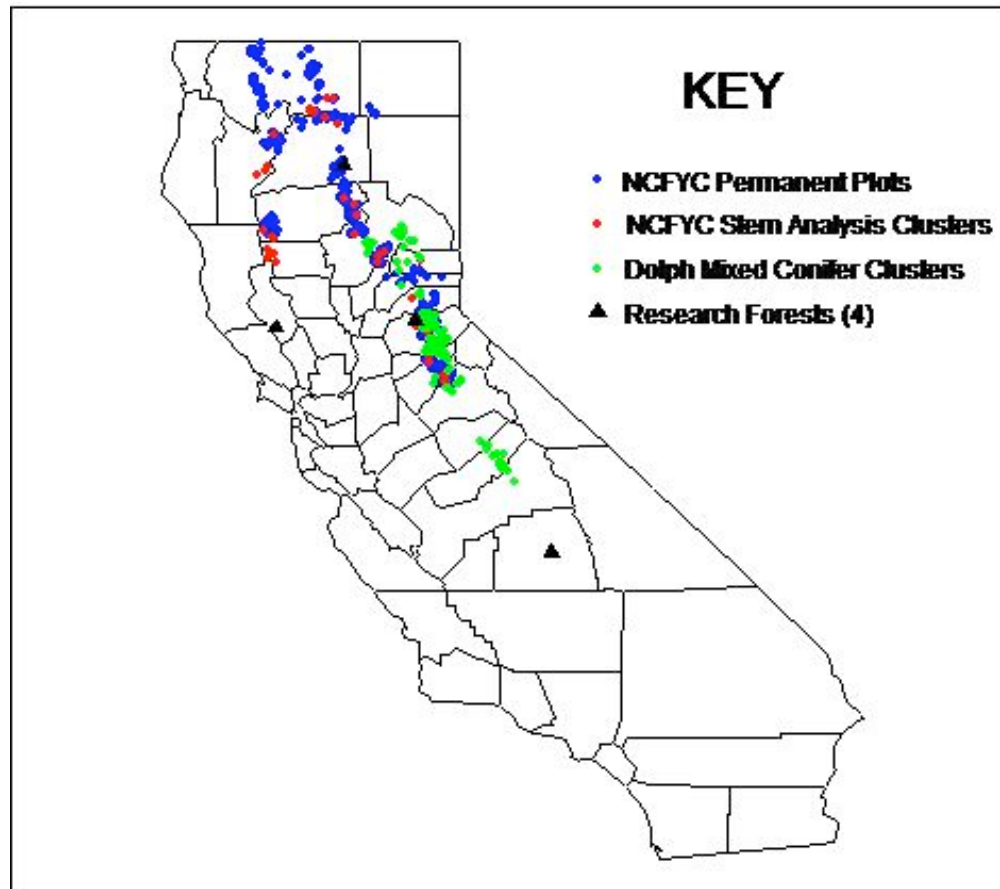 KEY
NCFYC Permanent Plots
NCFYC Stem Analysis Clusters
Dolph Mixed Conifer Clusters
Research Forests (4)